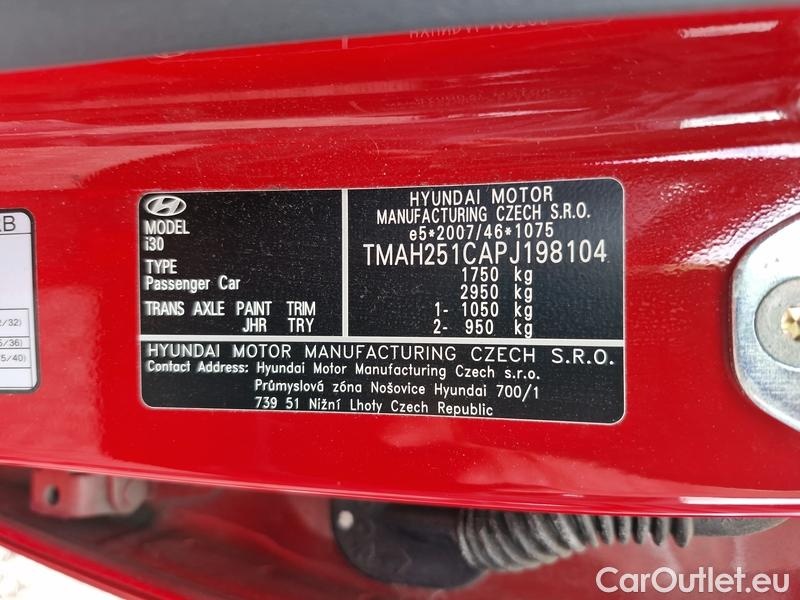 HYUNDAI MOTOR
MANUFACTURING CZECH S.R.O.
e5*2007/46*1075
TMAH251CAPJ198104
1750 kg
2950 kg
1- 1050 kg
2- 950 kg
MODEL
i30
TYPE
Passenger Car
TRANS AXLE PAINT TRIM
JHR TRY
HYUNDAI MOTOR MANUFACTURING CZECH S.R.O.
Contact Address: Hyundai Motor Manufacturing Czech s.r.o.
Průmyslová zóna Nošovice Hyundai 700/1
739 51 Nižní Lhoty Czech Republic
CarOutlet.eu